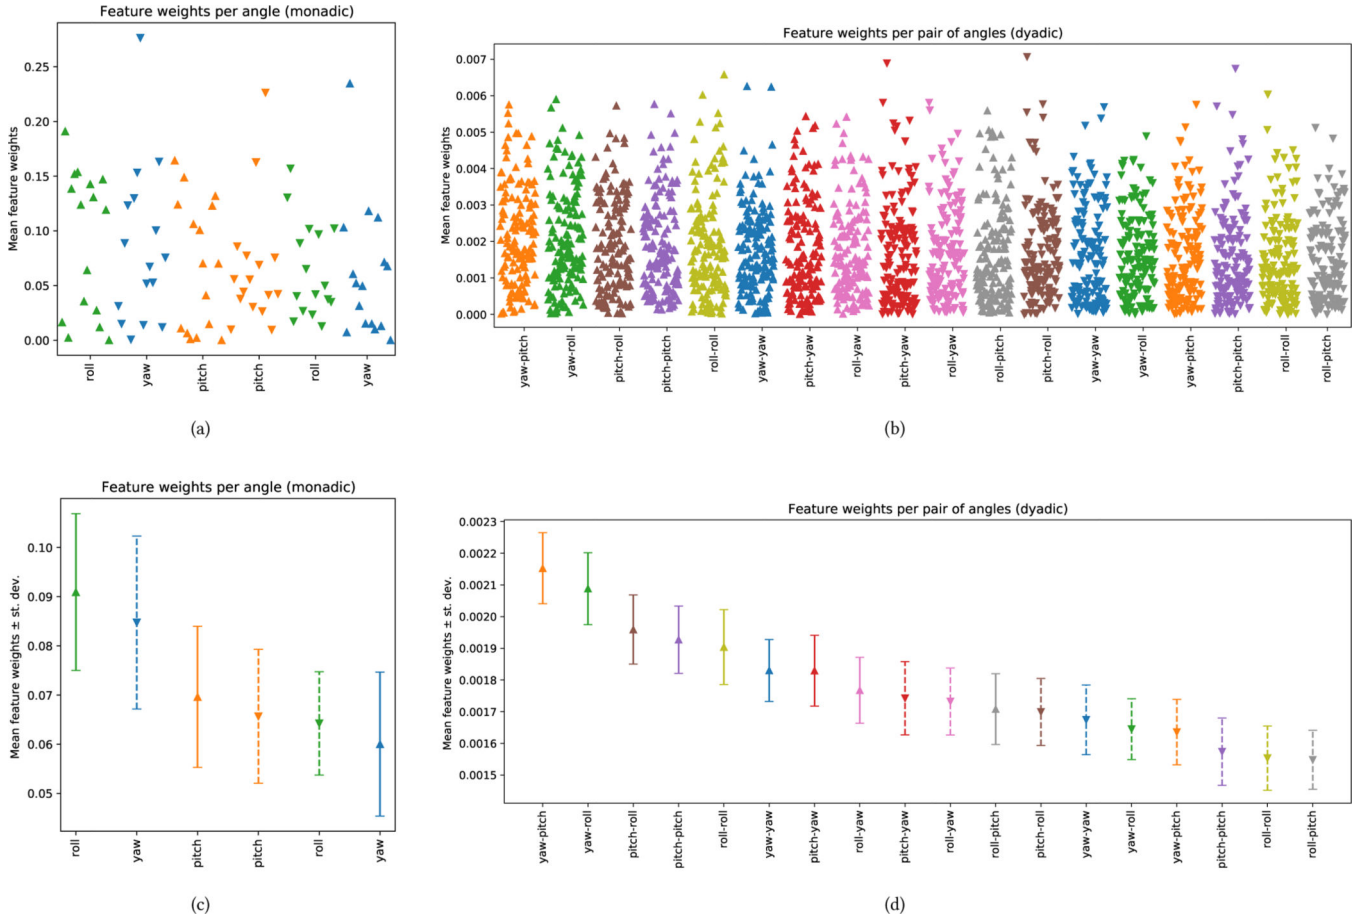 Feature weights per angle (monadic)
Mean feature weights
0.25
0.20
0.15
0.10
0.05
0.00
roll
yaw
pitch
pitch
roll
yaw
(a)
Feature weights per pair of angles (dyadic)
Mean feature weights
0.007
0.006
0.005
0.004
0.003
0.002
0.001
0.000
yaw-pitch
yaw-roll
pitch-roll
pitch-pitch
roll-roll
yaw-yaw
pitch-yaw
roll-yaw
pitch-yaw
roll-yaw
roll-pitch
pitch-roll
yaw-yaw
yaw-roll
yaw-pitch
pitch-pitch
roll-roll
roll-pitch
(b)
Feature weights per angle (monadic)
Mean feature weights ± st. dev.
0.10
0.09
0.08
0.07
0.06
0.05
roll
yaw
pitch
pitch
roll
yaw
(c)
Feature weights per pair of angles (dyadic)
Mean feature weights ± st. dev.
0.0023
0.0022
0.0021
0.0020
0.0019
0.0018
0.0017
0.0016
0.0015
yaw-pitch
yaw-roll
pitch-roll
pitch-pitch
roll-roll
yaw-yaw
pitch-yaw
roll-yaw
pitch-yaw
roll-yaw
roll-pitch
pitch-roll
yaw-yaw
yaw-roll
yaw-pitch
pitch-pitch
roll-roll
roll-pitch
(d)